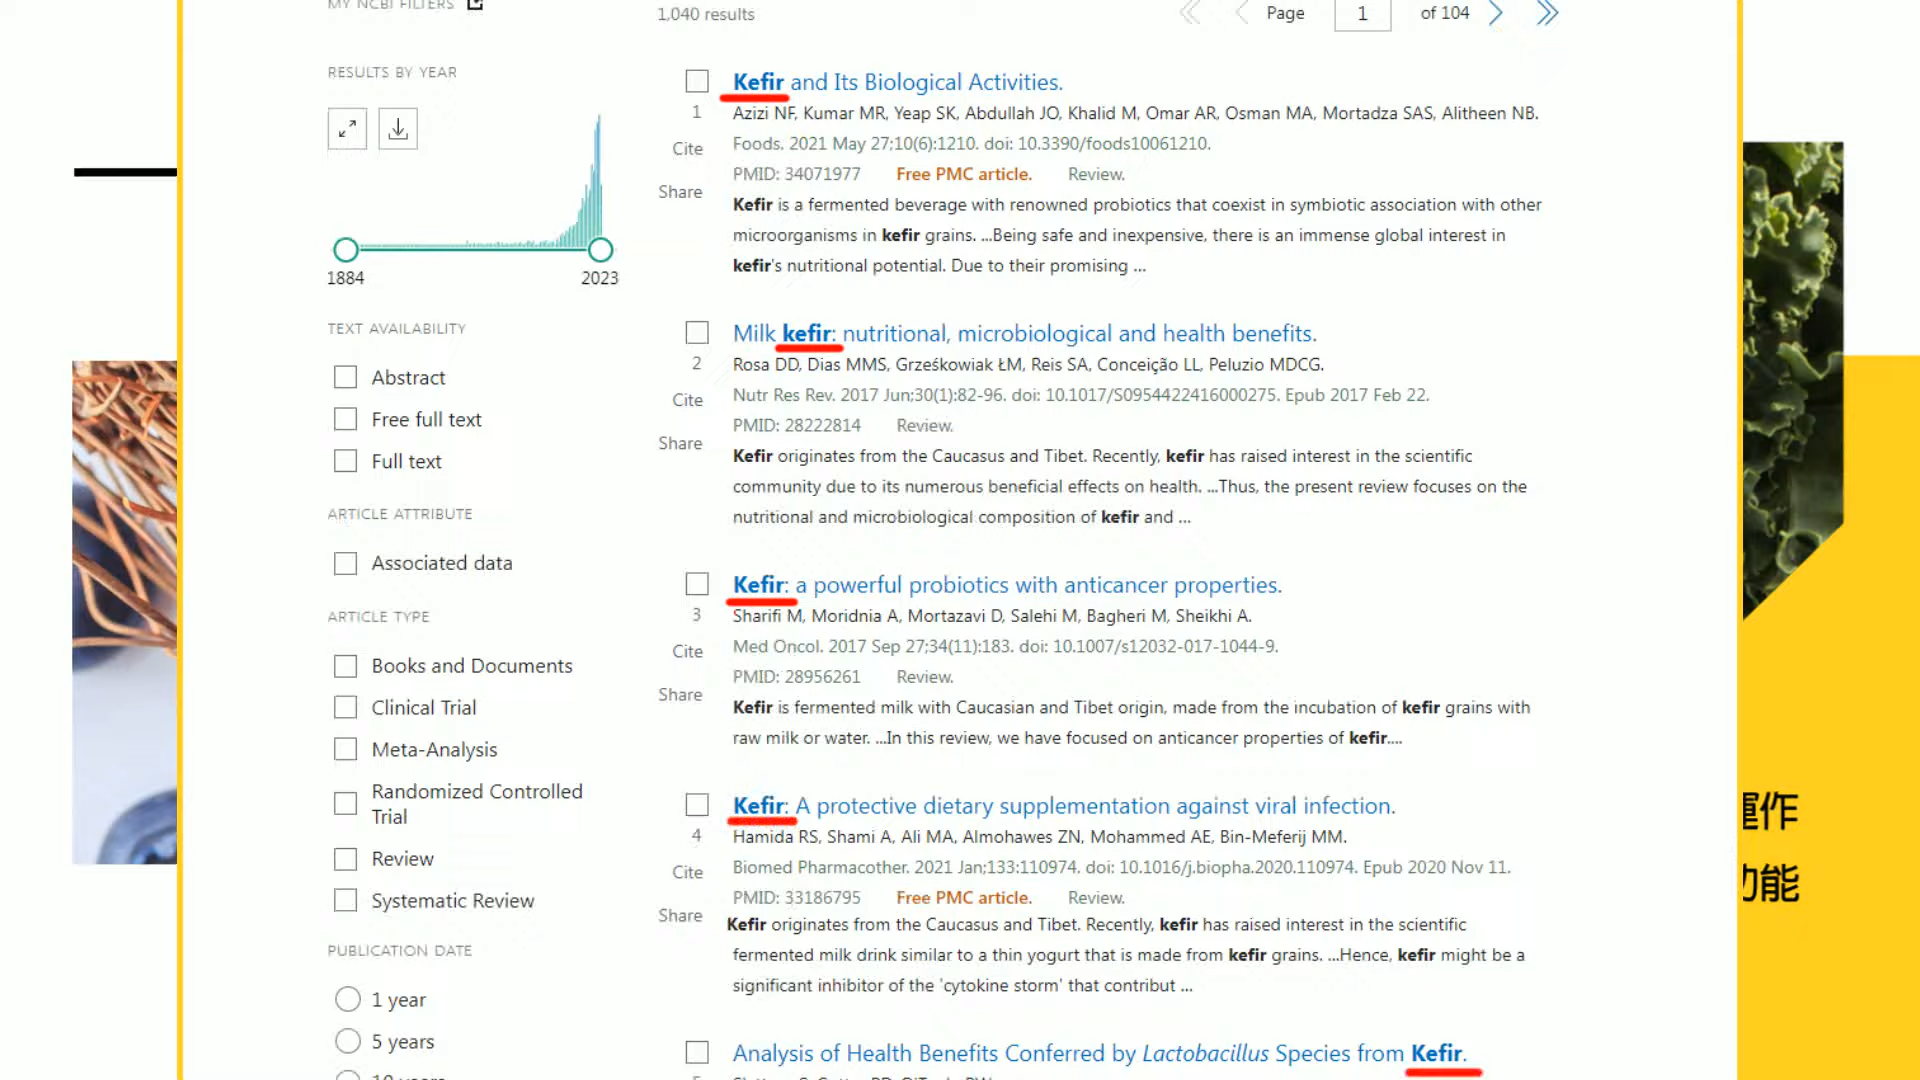 MY NCBI FILTERS
1,040 results
Page 1 of 104
RESULTS BY YEAR
1884
2023
TEXT AVAILABILITY
Abstract
Free full text
Full text
ARTICLE ATTRIBUTE
Associated data
ARTICLE TYPE
Books and Documents
Clinical Trial
Meta-Analysis
Randomized Controlled
Trial
Review
Systematic Review
PUBLICATION DATE
1 year
5 years
10 years
Kefir and Its Biological Activities.
1
Azizi NF, Kumar MR, Yeap SK, Abdullah JO, Khalid M, Omar AR, Osman MA, Mortadza SAS, Alitheen NB.
Cite
Foods. 2021 May 27;10(6):1210. doi: 10.3390/foods10061210.
PMID: 34071977 Free PMC article. Review.
Share
Kefir is a fermented beverage with renowned probiotics that coexist in symbiotic association with other
microorganisms in kefir grains. ...Being safe and inexpensive, there is an immense global interest in
kefir's nutritional potential. Due to their promising ...
Milk kefir: nutritional, microbiological and health benefits.
2
Rosa DD, Dias MMS, Grześkowiak ŁM, Reis SA, Conceição LL, Peluzio MDCG.
Cite
Nutr Res Rev. 2017 Jun;30(1):82-96. doi: 10.1017/S0954422416000275. Epub 2017 Feb 22.
PMID: 28222814 Review.
Share
Kefir originates from the Caucasus and Tibet. Recently, kefir has raised interest in the scientific
community due to its numerous beneficial effects on health. ...Thus, the present review focuses on the
nutritional and microbiological composition of kefir and ...
Kefir: a powerful probiotics with anticancer properties.
3
Sharifi M, Moridnia A, Mortazavi D, Salehi M, Bagheri M, Sheikhi A.
Cite
Med Oncol. 2017 Sep 27;34(11):183. doi: 10.1007/s12032-017-1044-9.
PMID: 28956261 Review.
Share
Kefir is fermented milk with Caucasian and Tibet origin, made from the incubation of kefir grains with
raw milk or water. ...In this review, we have focused on anticancer properties of kefir....
Kefir: A protective dietary supplementation against viral infection.
4
Hamida RS, Shami A, Ali MA, Almohawes ZN, Mohammed AE, Bin-Meferij MM.
Cite
Biomed Pharmacother. 2021 Jan;133:110974. doi: 10.1016/j.biopha.2020.110974. Epub 2020 Nov 11.
PMID: 33186795 Free PMC article. Review.
Share
Kefir originates from the Caucasus and Tibet. Recently, kefir has raised interest in the scientific
fermented milk drink similar to a thin yogurt that is made from kefir grains. ...Hence, kefir might be a
significant inhibitor of the 'cytokine storm' that contribut ...
Analysis of Health Benefits Conferred by Lactobacillus Species from Kefir.
運作
功能